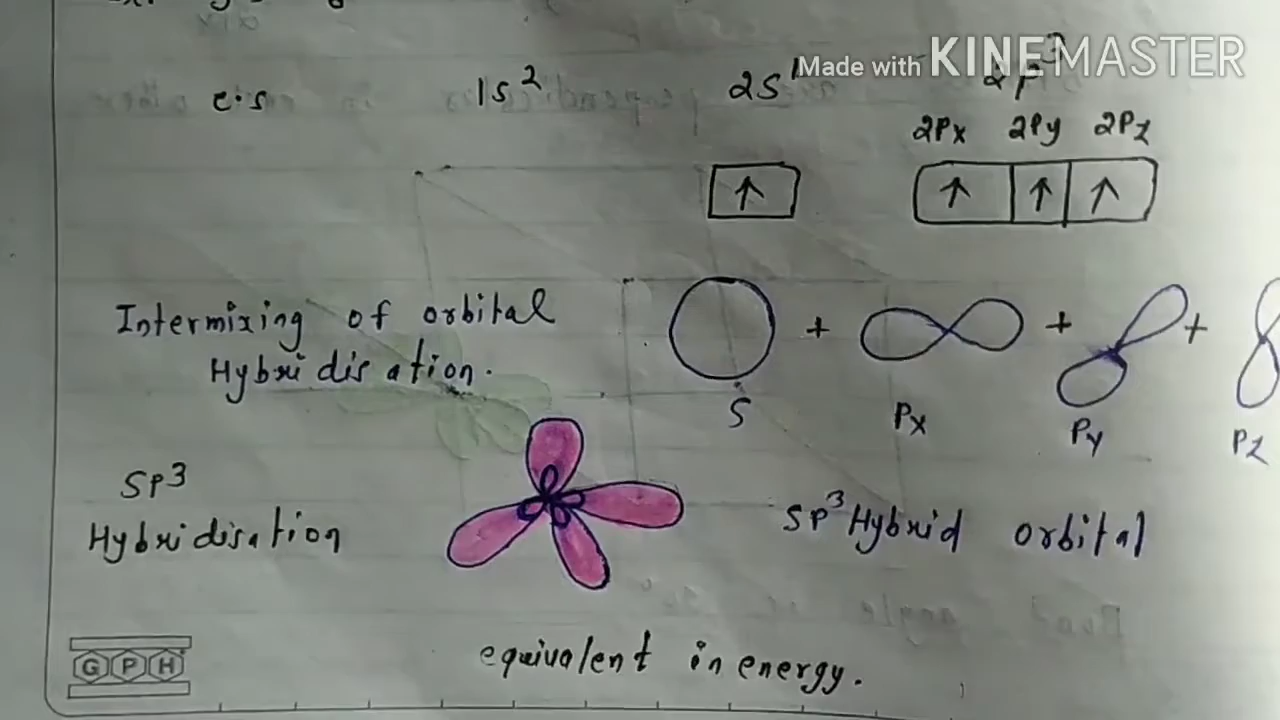 Made with KINEMASTER
e.s 1s² 2s¹ 2p³
2Px 2Py 2Pz
↑ ↑ ↑ ↑
Intermixing of orbital
Hybridisation.
+ + +
S Px Py Pz
SP³
Hybridisation
SP³ Hybrid orbital
equivalent in energy.
GPH